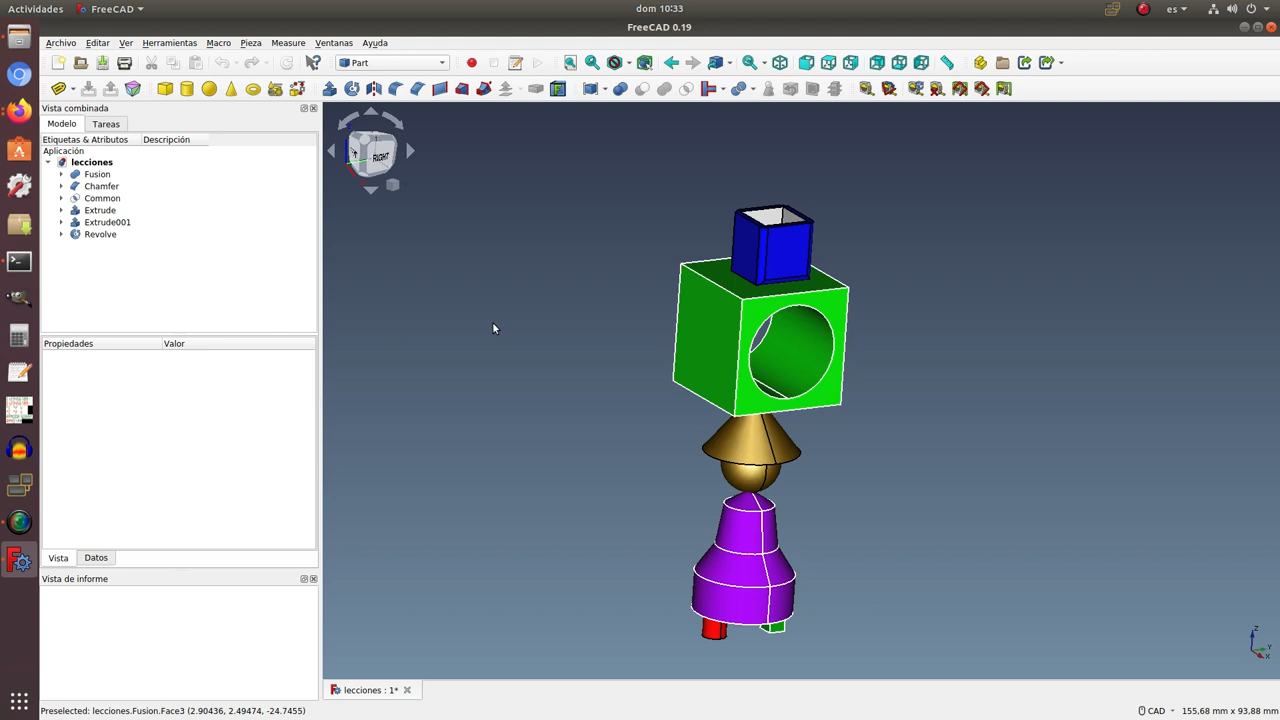 Actividades FreeCAD dom 10:33 es
FreeCAD 0.19
Archivo Editar Ver Herramientas Macro Pieza Measure Ventanas Ayuda
Part
Vista combinada
Modelo Tareas
Etiquetas & Atributos Descripción
Aplicación
lecciones
Fusion
Chamfer
Common
Extrude
Extrude001
Revolve
RIGHT
Propiedades Valor
Vista Datos
Vista de informe
Z
Y
X
lecciones : 1*
Preselected: lecciones.Fusion.Face3 (2.90436, 2.49474, -24.7455) CAD 155,68 mm x 93,88 mm